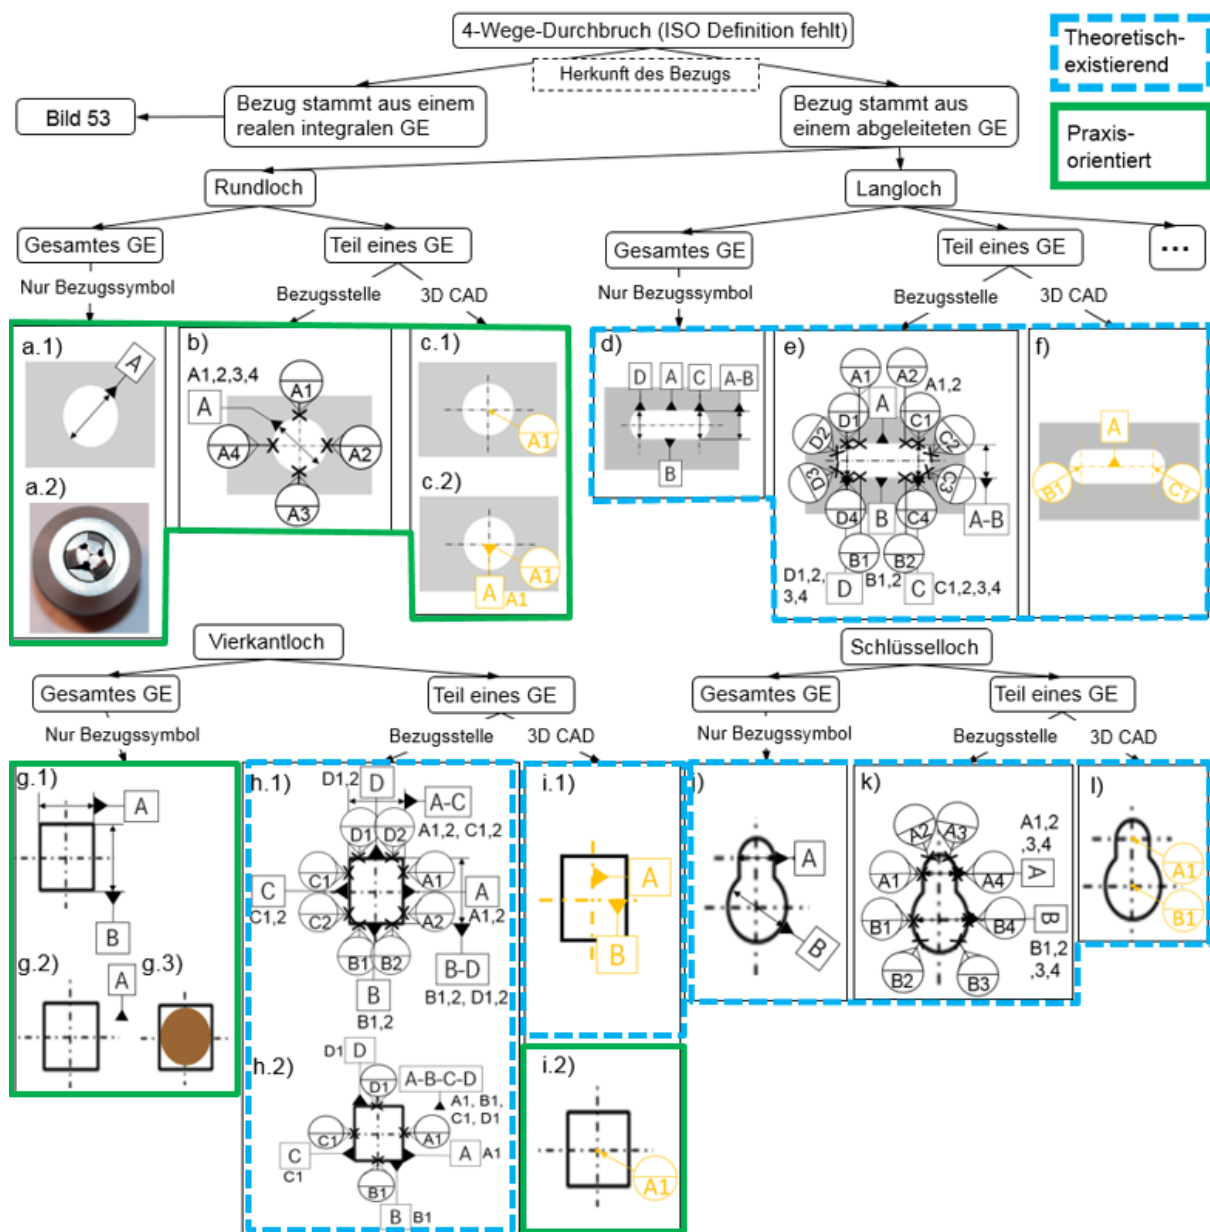 4-Wege-Durchbruch (ISO Definition fehlt)
Theoretisch-
existierend
Herkunft des Bezugs
Bild 53
Bezug stammt aus einem
realen integralen GE
Bezug stammt aus
einem abgeleiteten GE
Praxis-
orientiert
Rundloch
Langloch
Gesamtes GE
Teil eines GE
Gesamtes GE
Teil eines GE
...
Nur Bezugssymbol
Bezugsstelle
3D CAD
Nur Bezugssymbol
Bezugsstelle
3D CAD
a.1)
A
a.2)
b)
A1,2,3,4
A
A1
A4
A2
A3
c.1)
A1
c.2)
A1
A
A1
d)
D
A
C
A-B
B
e)
A1
A2
A1,2
A
D1
C1
D2
C2
D3
C3
D4
B
C4
A-B
B1
B2
D1,2,
3,4
D
B1,2
C
C1,2,3,4
f)
A
B1
C1
Vierkantloch
Schlüsselloch
Gesamtes GE
Teil eines GE
Gesamtes GE
Teil eines GE
Nur Bezugssymbol
Bezugsstelle
3D CAD
Nur Bezugssymbol
Bezugsstelle
3D CAD
g.1)
A
B
g.2)
A
g.3)
h.1)
D1,2
D
A-C
A1,2, C1,2
D1
D2
C1
A1
C
C1,2
A
A1,2
C2
A2
B1
B2
B-D
B1,2, D1,2
B
B1,2
h.2)
D1
D
D1
A-B-C-D
A1, B1,
C1, D1
C1
A1
C
C1
A
A1
B1
B
B1
i.1)
A
B
i.2)
A1
j)
A
B
k)
A2
A3
A1,2
,3,4
A1
A4
A
B1
B4
B
B1,2
,3,4
B2
B3
l)
A1
B1